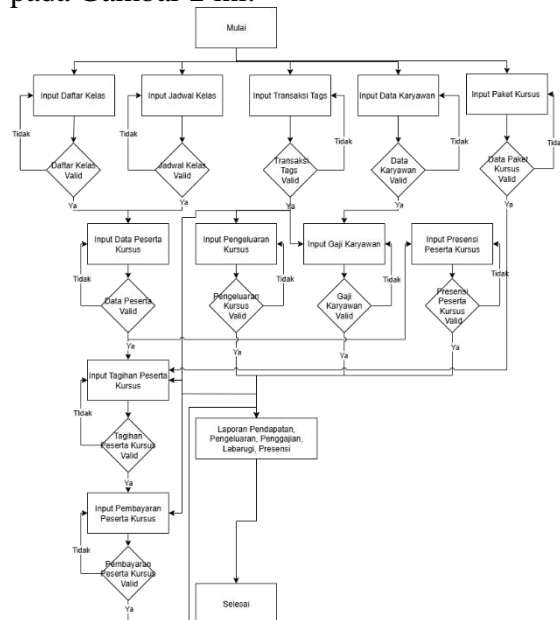 pada Gambar 2 ini.
Mulai
Input Daftar Kelas
Input Jadwal Kelas
Input Transaksi Tags
Input Data Karyawan
Input Paket Kursus
Tidak
Tidak
Tidak
Tidak
Tidak
Daftar Kelas
Valid
Jadwal Kelas
Valid
Transaksi
Tags
Valid
Data
Karyawan
Valid
Data Paket
Kursus
Valid
Ya
Ya
Ya
Ya
Ya
Input Data Peserta
Kursus
Input Pengeluaran
Kursus
Input Gaji Karyawan
Input Presensi
Peserta Kursus
Tidak
Tidak
Tidak
Tidak
Data Peserta
Valid
Pengeluaran
Kursus
Valid
Gaji
Karyawan
Valid
Presensi
Peserta
Kursus
Valid
Ya
Ya
Ya
Ya
Input Tagihan Peserta
Kursus
Tidak
Tagihan
Peserta Kursus
Valid
Ya
Laporan Pendapatan,
Pengeluaran, Penggajian,
Labarugi, Presensi
Input Pembayaran
Peserta Kursus
Tidak
Pembayaran
Peserta Kursus
Valid
Ya
Selesai